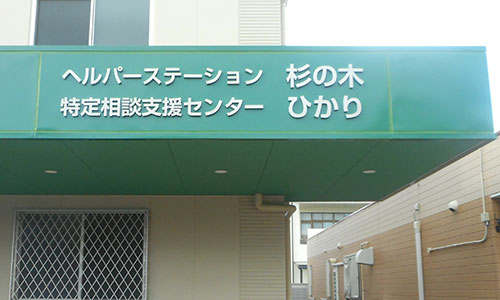 ヘルパーステーション 杉の木
特定相談支援センター ひかり